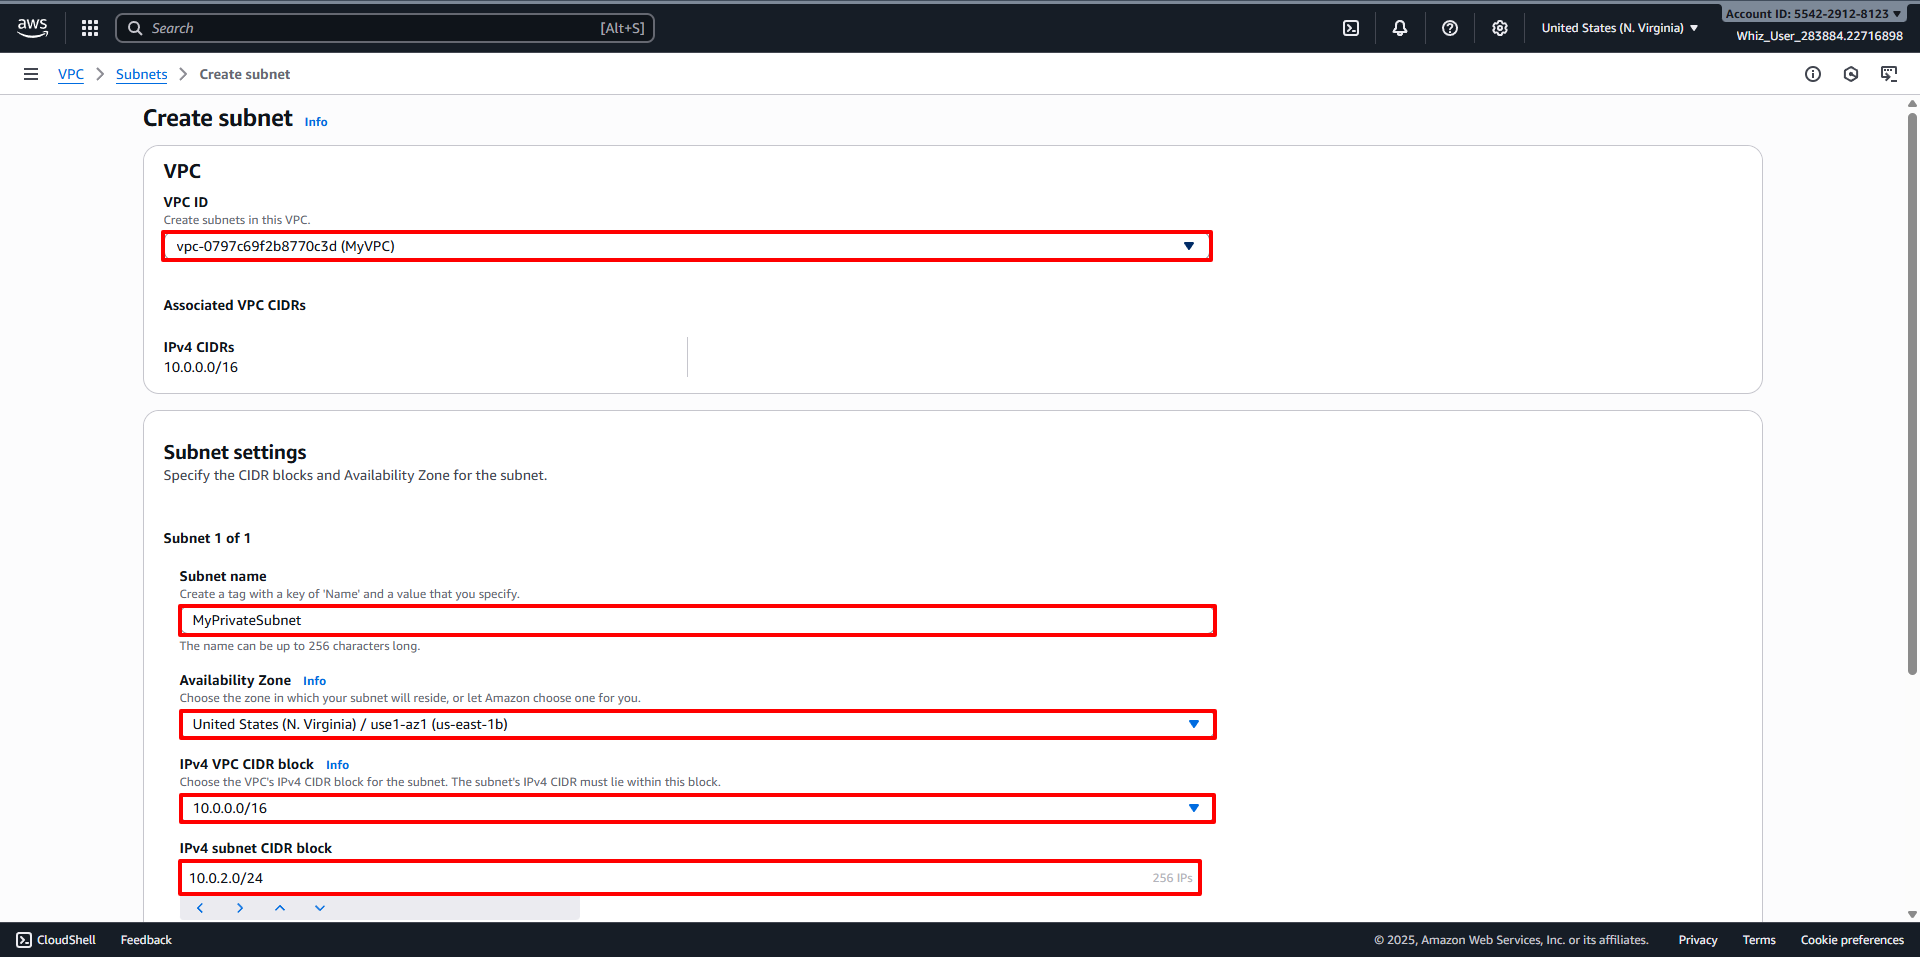 aws
Search [Alt+S]
United States (N. Virginia)
Account ID: 5542-2912-8123
Whiz_User_283884.22716898
VPC Subnets Create subnet
Create subnet Info
VPC
VPC ID
Create subnets in this VPC.
vpc-0797c69f2b8770c3d (MyVPC)
Associated VPC CIDRs
IPv4 CIDRs
10.0.0.0/16
Subnet settings
Specify the CIDR blocks and Availability Zone for the subnet.
Subnet 1 of 1
Subnet name
Create a tag with a key of 'Name' and a value that you specify.
MyPrivateSubnet
The name can be up to 256 characters long.
Availability Zone Info
Choose the zone in which your subnet will reside, or let Amazon choose one for you.
United States (N. Virginia) / use1-az1 (us-east-1b)
IPv4 VPC CIDR block Info
Choose the VPC's IPv4 CIDR block for the subnet. The subnet's IPv4 CIDR must lie within this block.
10.0.0.0/16
IPv4 subnet CIDR block
10.0.2.0/24 256 IPs
CloudShell Feedback © 2025, Amazon Web Services, Inc. or its affiliates. Privacy Terms Cookie preferences